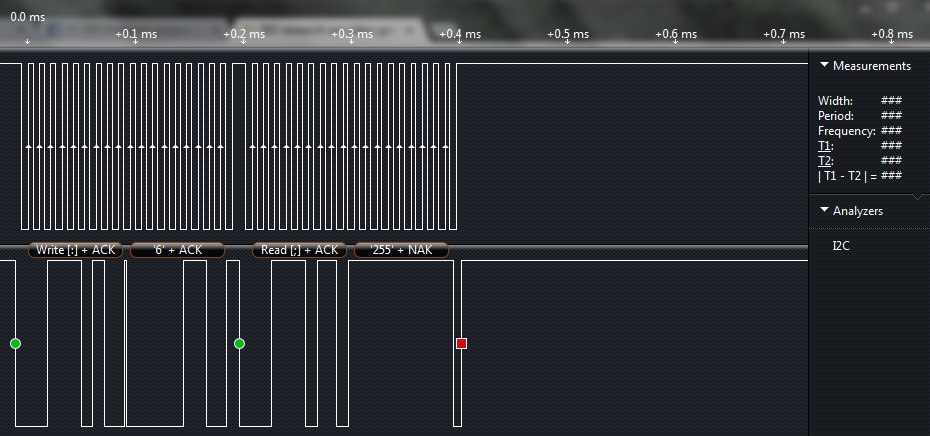 0.0 ms
+0.1 ms +0.2 ms +0.3 ms +0.4 ms +0.5 ms +0.6 ms +0.7 ms +0.8 ms
Measurements
Width: ###
Period: ###
Frequency: ###
T1: ###
T2: ###
| T1 - T2 | = ###
Analyzers
I2C
Write [:] + ACK '6' + ACK Read [;] + ACK '255' + NAK